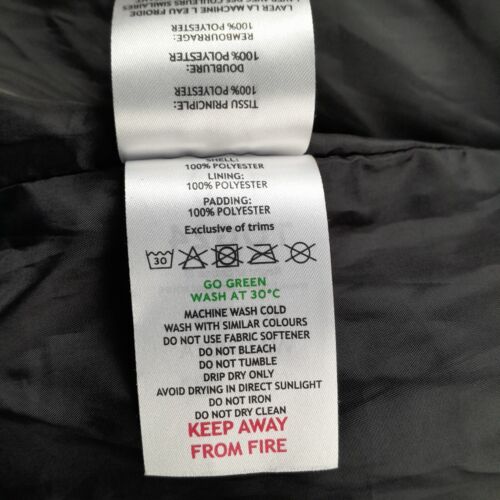 LAVER LA MACHINE L EAU FROIDE
100% POLYESTER
REMBOURRAGE:
100% POLYESTER
DOUBLURE:
100% POLYESTER
TISSU PRINCIPLE:
SHELL:
100% POLYESTER
LINING:
100% POLYESTER
PADDING:
100% POLYESTER
Exclusive of trims
30
GO GREEN
WASH AT 30°C
MACHINE WASH COLD
WASH WITH SIMILAR COLOURS
DO NOT USE FABRIC SOFTENER
DO NOT BLEACH
DO NOT TUMBLE
DRIP DRY ONLY
AVOID DRYING IN DIRECT SUNLIGHT
DO NOT IRON
DO NOT DRY CLEAN
KEEP AWAY
FROM FIRE